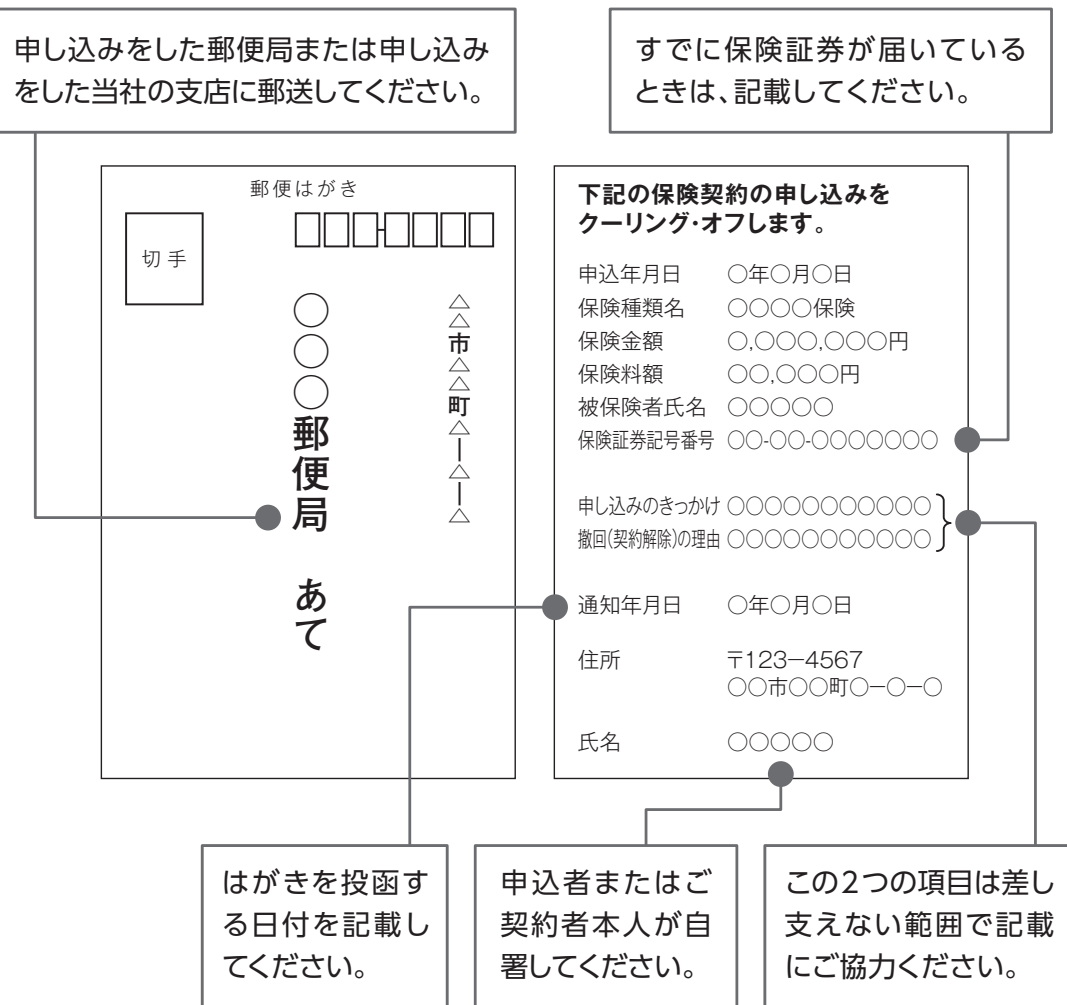 申し込みをした郵便局または申し込み
をした当社の支店に郵送してください。
すでに保険証券が届いている
ときは、記載してください。
郵便はがき
切手
△△市△△町△―△―△
○○○郵便局 あて
下記の保険契約の申し込みを
クーリング・オフします。
申込年月日 ○年○月○日
保険種類名 ○○○○保険
保険金額 ○,○○○,○○○円
保険料額 ○○,○○○円
被保険者氏名 ○○○○○
保険証券記号番号 ○○-○○-○○○○○○○
申し込みのきっかけ ○○○○○○○○○○○
撤回(契約解除)の理由 ○○○○○○○○○○○
通知年月日 ○年○月○日
住所 〒123−4567
○○市○○町○−○−○
氏名 ○○○○○
はがきを投函す
る日付を記載し
てください。
申込者またはご
契約者本人が自
署してください。
この2つの項目は差し
支えない範囲で記載
にご協力ください。